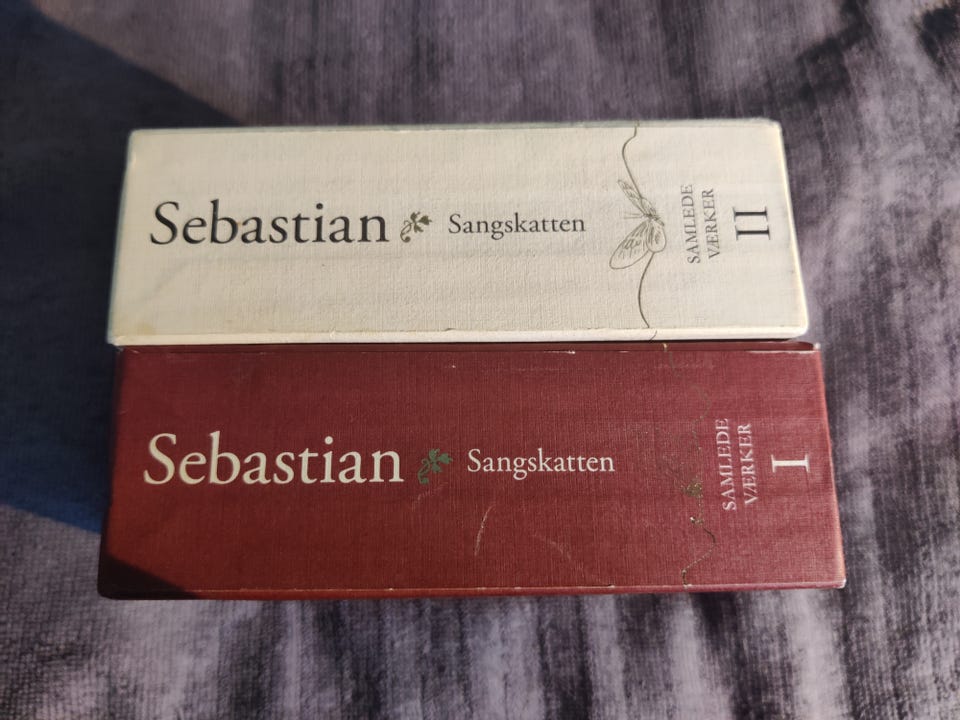 Sebastian Sangskatten
SAMLEDE
VÆRKER
II
Sebastian Sangskatten
SAMLEDE
VÆRKER
I